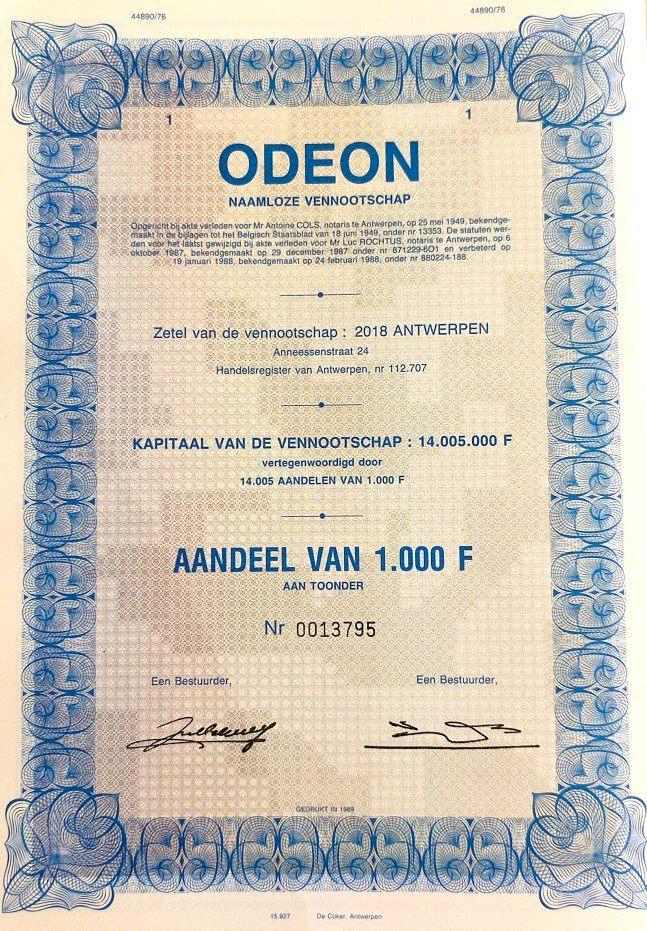 44890/76 44890/76
1 1
ODEON
NAAMLOZE VENNOOTSCHAP
Opgericht bij akte verleden voor Mr Antoine COLS, notaris te Antwerpen, op 25 mei 1949, bekendge-
maakt in de bijlagen tot het Belgisch Staatsblad van 18 juni 1949, onder nr 13353. De statuten wer-
den voor het laatst gewijzigd bij akte verleden voor Mr Luc ROCHTUS, notaris te Antwerpen, op 6
oktober 1987, bekendgemaakt op 29 december 1987 onder nr 871229-6O1 en verbeterd op
19 januari 1988, bekendgemaakt op 24 februari 1988, onder nr 880224-188.
Zetel van de vennootschap : 2018 ANTWERPEN
Anneessenstraat 24
Handelsregister van Antwerpen, nr 112.707
KAPITAAL VAN DE VENNOOTSCHAP : 14.005.000 F
vertegenwoordigd door
14.005 AANDELEN VAN 1.000 F
AANDEEL VAN 1.000 F
AAN TOONDER
Nr 0013795
Een Bestuurder, Een Bestuurder,
GEDRUKT IN 1989
15.927 De Coker, Antwerpen